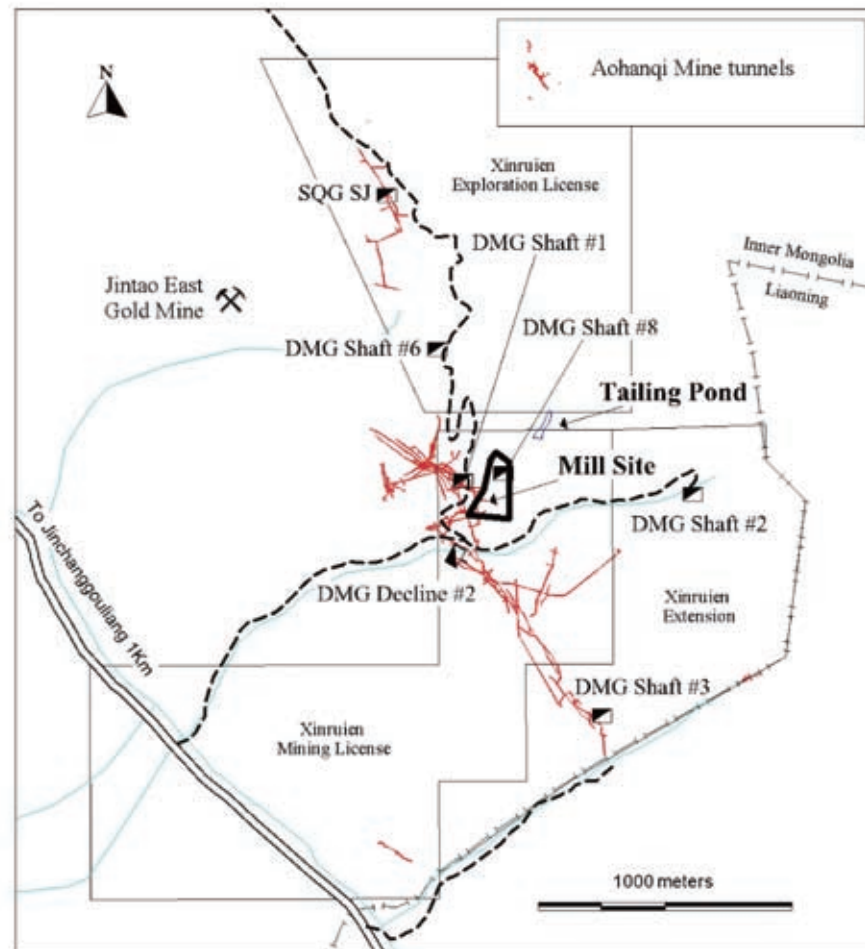 Aohanqi Mine tunnels
N
Xinruien
Exploration License
SQG SJ
DMG Shaft #1
Inner Mongolia
Liaoning
Jintao East
Gold Mine
DMG Shaft #8
DMG Shaft #6
Tailing Pond
Mill Site
DMG Shaft #2
To Jinchanggouliang 1Km
DMG Decline #2
Xinruien
Extension
DMG Shaft #3
Xinruien
Mining License
1000 meters